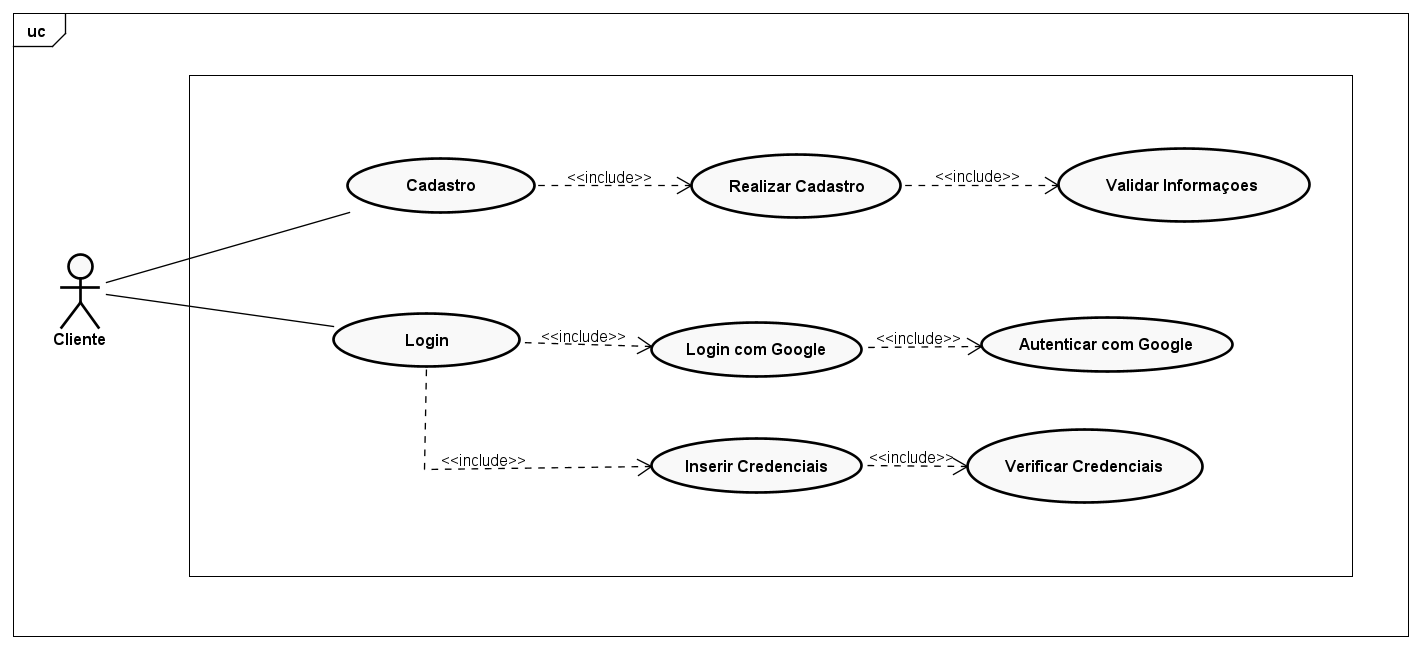 uc
Cadastro
<<include>>
Realizar Cadastro
<<include>>
Validar Informaçoes
Cliente
Login
<<include>>
Login com Google
<<include>>
Autenticar com Google
<<include>>
Inserir Credenciais
<<include>>
Verificar Credenciais